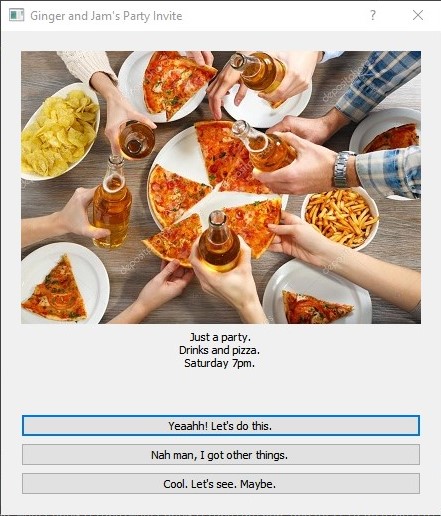 Ginger and Jam's Party Invite
?
depositphotos
Just a party.
Drinks and pizza.
Saturday 7pm.
Yeaahh! Let's do this.
Nah man, I got other things.
Cool. Let's see. Maybe.